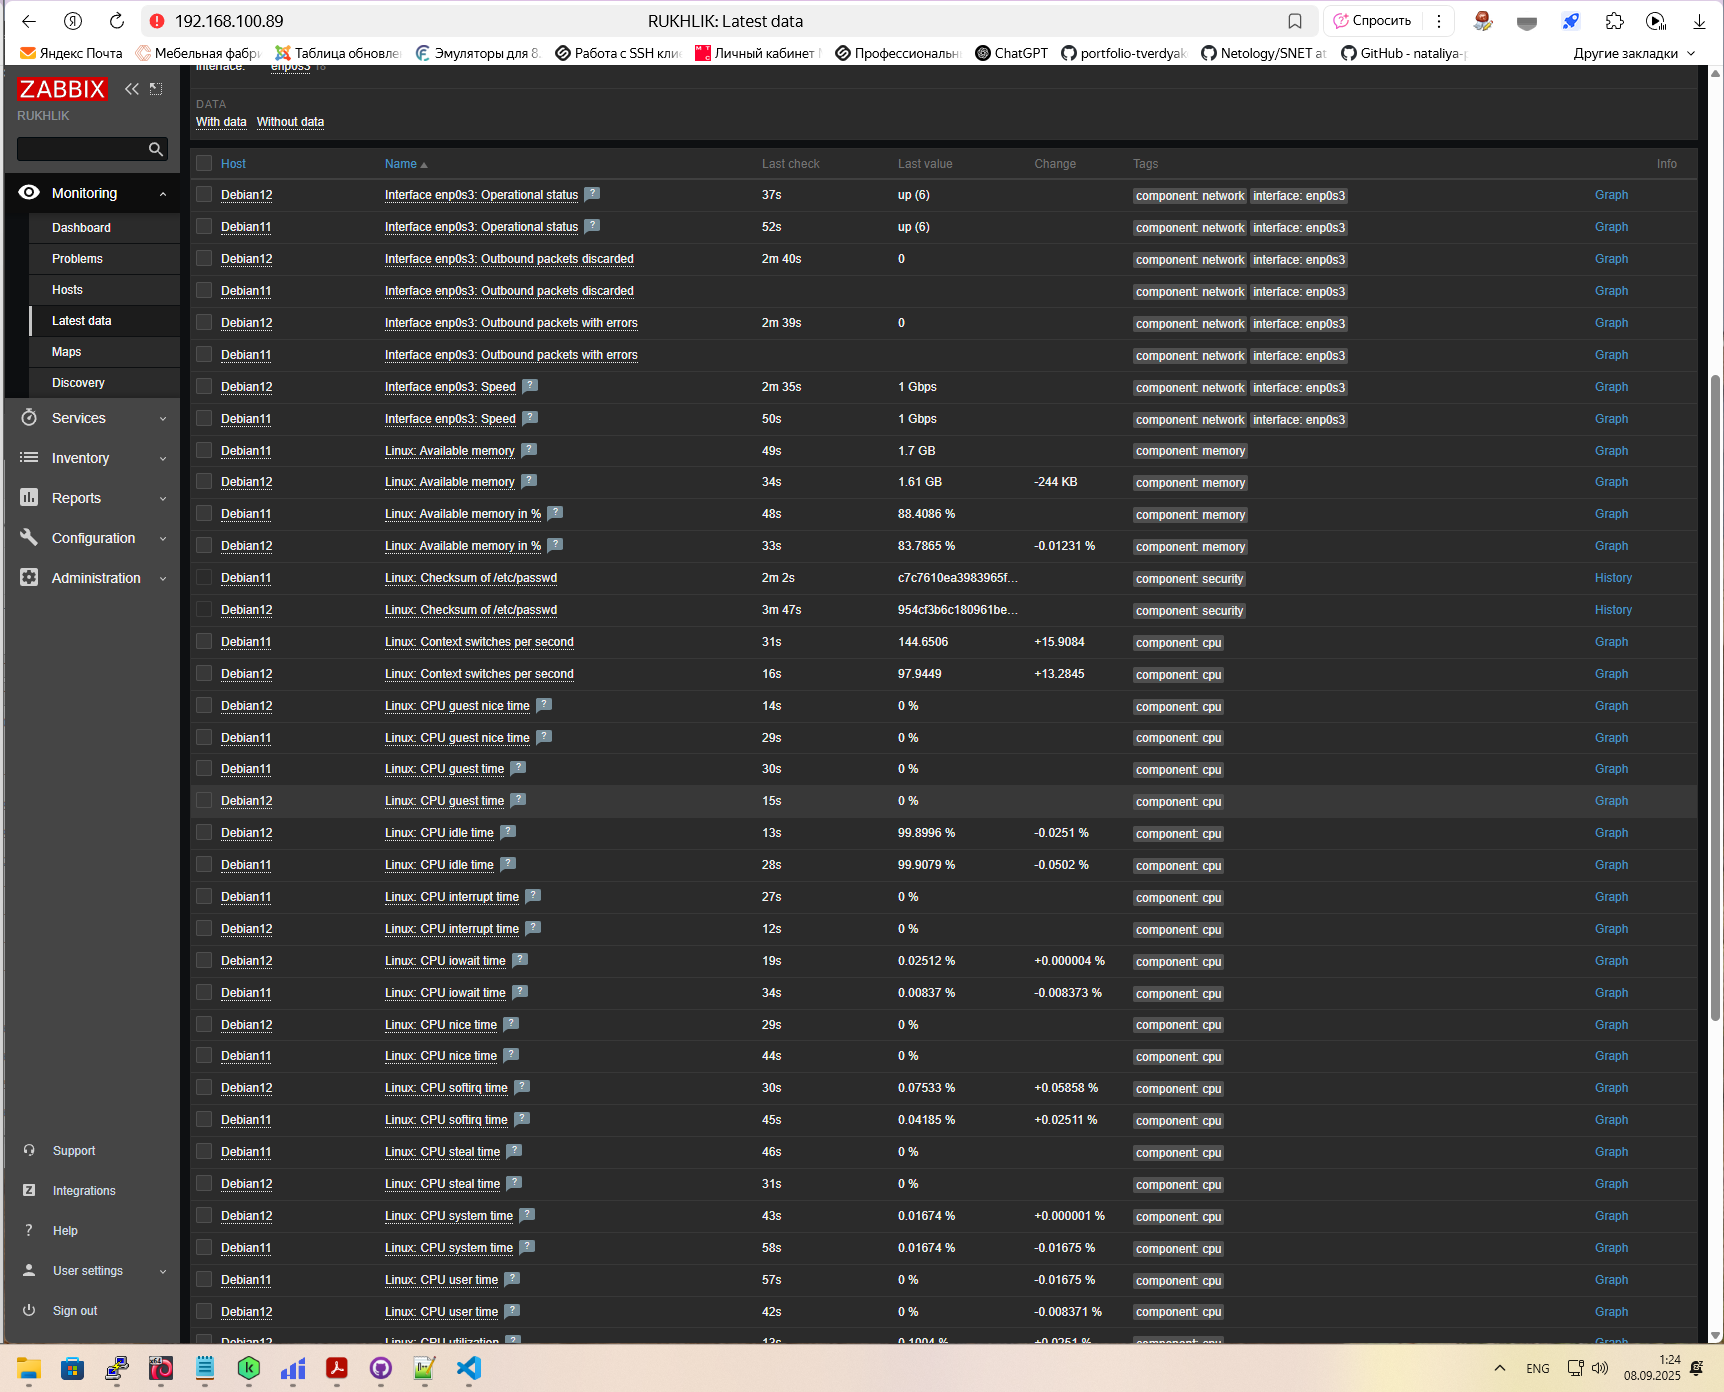 192.168.100.89
RUKHLIK: Latest data
Спросить
Яндекс Почта
Мебельная фабри
Таблица обновле
Эмуляторы для 8.
Работа с SSH кли
Личный кабинет
Профессиональн
ChatGPT
portfolio-tverdyak
Netology/SNET at
GitHub - nataliya-p
Другие закладки
ZABBIX
RUKHLIK
Monitoring
Dashboard
Problems
Hosts
Latest data
Maps
Discovery
Services
Inventory
Reports
Configuration
Administration
Support
Integrations
Help
User settings
Sign out
Interface: enp0s3 18
DATA
With data Without data
Host Name Last check Last value Change Tags Info
Debian12 Interface enp0s3: Operational status ? 37s up (6) component: network interface: enp0s3 Graph
Debian11 Interface enp0s3: Operational status ? 52s up (6) component: network interface: enp0s3 Graph
Debian12 Interface enp0s3: Outbound packets discarded 2m 40s 0 component: network interface: enp0s3 Graph
Debian11 Interface enp0s3: Outbound packets discarded component: network interface: enp0s3 Graph
Debian12 Interface enp0s3: Outbound packets with errors 2m 39s 0 component: network interface: enp0s3 Graph
Debian11 Interface enp0s3: Outbound packets with errors component: network interface: enp0s3 Graph
Debian12 Interface enp0s3: Speed ? 2m 35s 1 Gbps component: network interface: enp0s3 Graph
Debian11 Interface enp0s3: Speed ? 50s 1 Gbps component: network interface: enp0s3 Graph
Debian11 Linux: Available memory ? 49s 1.7 GB component: memory Graph
Debian12 Linux: Available memory ? 34s 1.61 GB -244 KB component: memory Graph
Debian11 Linux: Available memory in % ? 48s 88.4086 % component: memory Graph
Debian12 Linux: Available memory in % ? 33s 83.7865 % -0.01231 % component: memory Graph
Debian11 Linux: Checksum of /etc/passwd 2m 2s c7c7610ea3983965f... component: security History
Debian12 Linux: Checksum of /etc/passwd 3m 47s 954cf3b6c180961be... component: security History
Debian11 Linux: Context switches per second 31s 144.6506 +15.9084 component: cpu Graph
Debian12 Linux: Context switches per second 16s 97.9449 +13.2845 component: cpu Graph
Debian12 Linux: CPU guest nice time ? 14s 0 % component: cpu Graph
Debian11 Linux: CPU guest nice time ? 29s 0 % component: cpu Graph
Debian11 Linux: CPU guest time ? 30s 0 % component: cpu Graph
Debian12 Linux: CPU guest time ? 15s 0 % component: cpu Graph
Debian12 Linux: CPU idle time ? 13s 99.8996 % -0.0251 % component: cpu Graph
Debian11 Linux: CPU idle time ? 28s 99.9079 % -0.0502 % component: cpu Graph
Debian11 Linux: CPU interrupt time ? 27s 0 % component: cpu Graph
Debian12 Linux: CPU interrupt time ? 12s 0 % component: cpu Graph
Debian12 Linux: CPU iowait time ? 19s 0.02512 % +0.000004 % component: cpu Graph
Debian11 Linux: CPU iowait time ? 34s 0.00837 % -0.008373 % component: cpu Graph
Debian12 Linux: CPU nice time ? 29s 0 % component: cpu Graph
Debian11 Linux: CPU nice time ? 44s 0 % component: cpu Graph
Debian12 Linux: CPU softirq time ? 30s 0.07533 % +0.05858 % component: cpu Graph
Debian11 Linux: CPU softirq time ? 45s 0.04185 % +0.02511 % component: cpu Graph
Debian11 Linux: CPU steal time ? 46s 0 % component: cpu Graph
Debian12 Linux: CPU steal time ? 31s 0 % component: cpu Graph
Debian12 Linux: CPU system time ? 43s 0.01674 % +0.000001 % component: cpu Graph
Debian11 Linux: CPU system time ? 58s 0.01674 % -0.01675 % component: cpu Graph
Debian11 Linux: CPU user time ? 57s 0 % -0.01675 % component: cpu Graph
Debian12 Linux: CPU user time ? 42s 0 % -0.008371 % component: cpu Graph
Debian12 Linux: CPU utilization ? 13s 0.1004 % +0.0251 % component: cpu Graph
ENG
1:24
08.09.2025